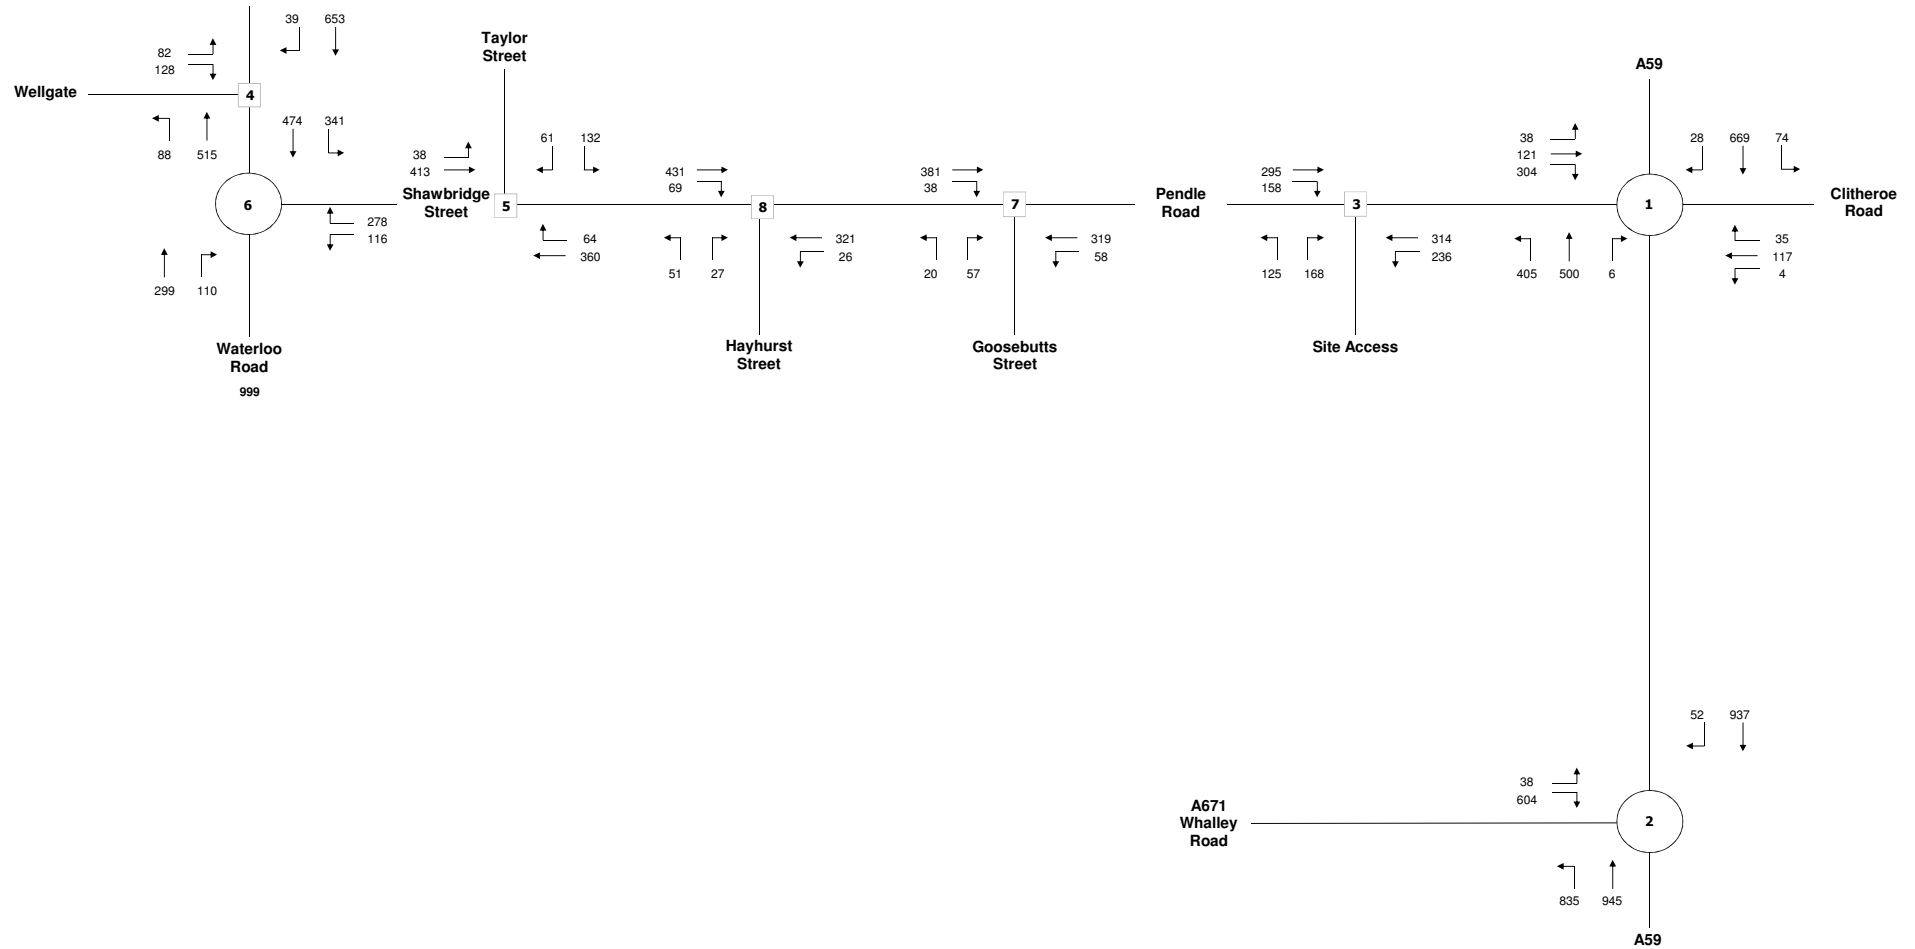 39 653
82
128
Wellgate
4
88 515
474 341
6
278
116
299 110
Waterloo
Road
999
Taylor
Street
38
413
Shawbridge
Street
5
61 132
64
360
431
69
8
51 27
321
26
Hayhurst
Street
381
38
7
20 57
319
58
Goosebutts
Street
Pendle
Road
295
158
3
125 168
314
236
Site Access
A59
38
121
304
28 669 74
1
Clitheroe
Road
405 500 6
35
117
4
52 937
38
604
A671
Whalley
Road
2
835 945
A59